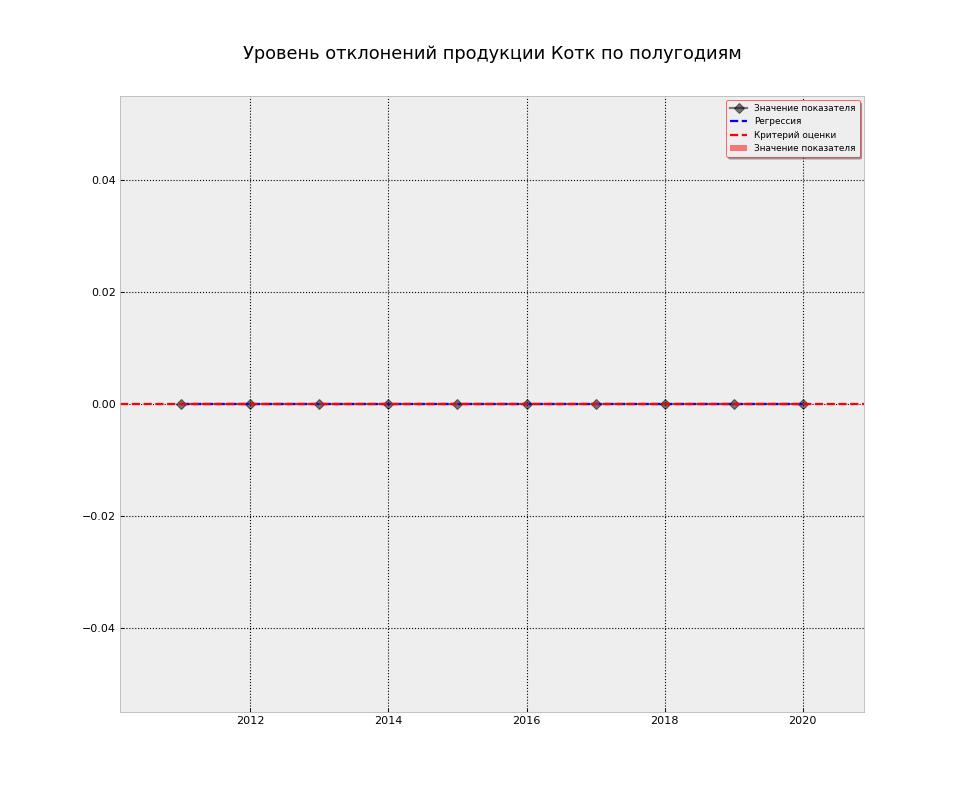 Уровень отклонений продукции Котк по полугодиям
Значение показателя
Регрессия
Критерий оценки
Значение показателя
0.04
0.02
0.00
−0.02
−0.04
2012 2014 2016 2018 2020